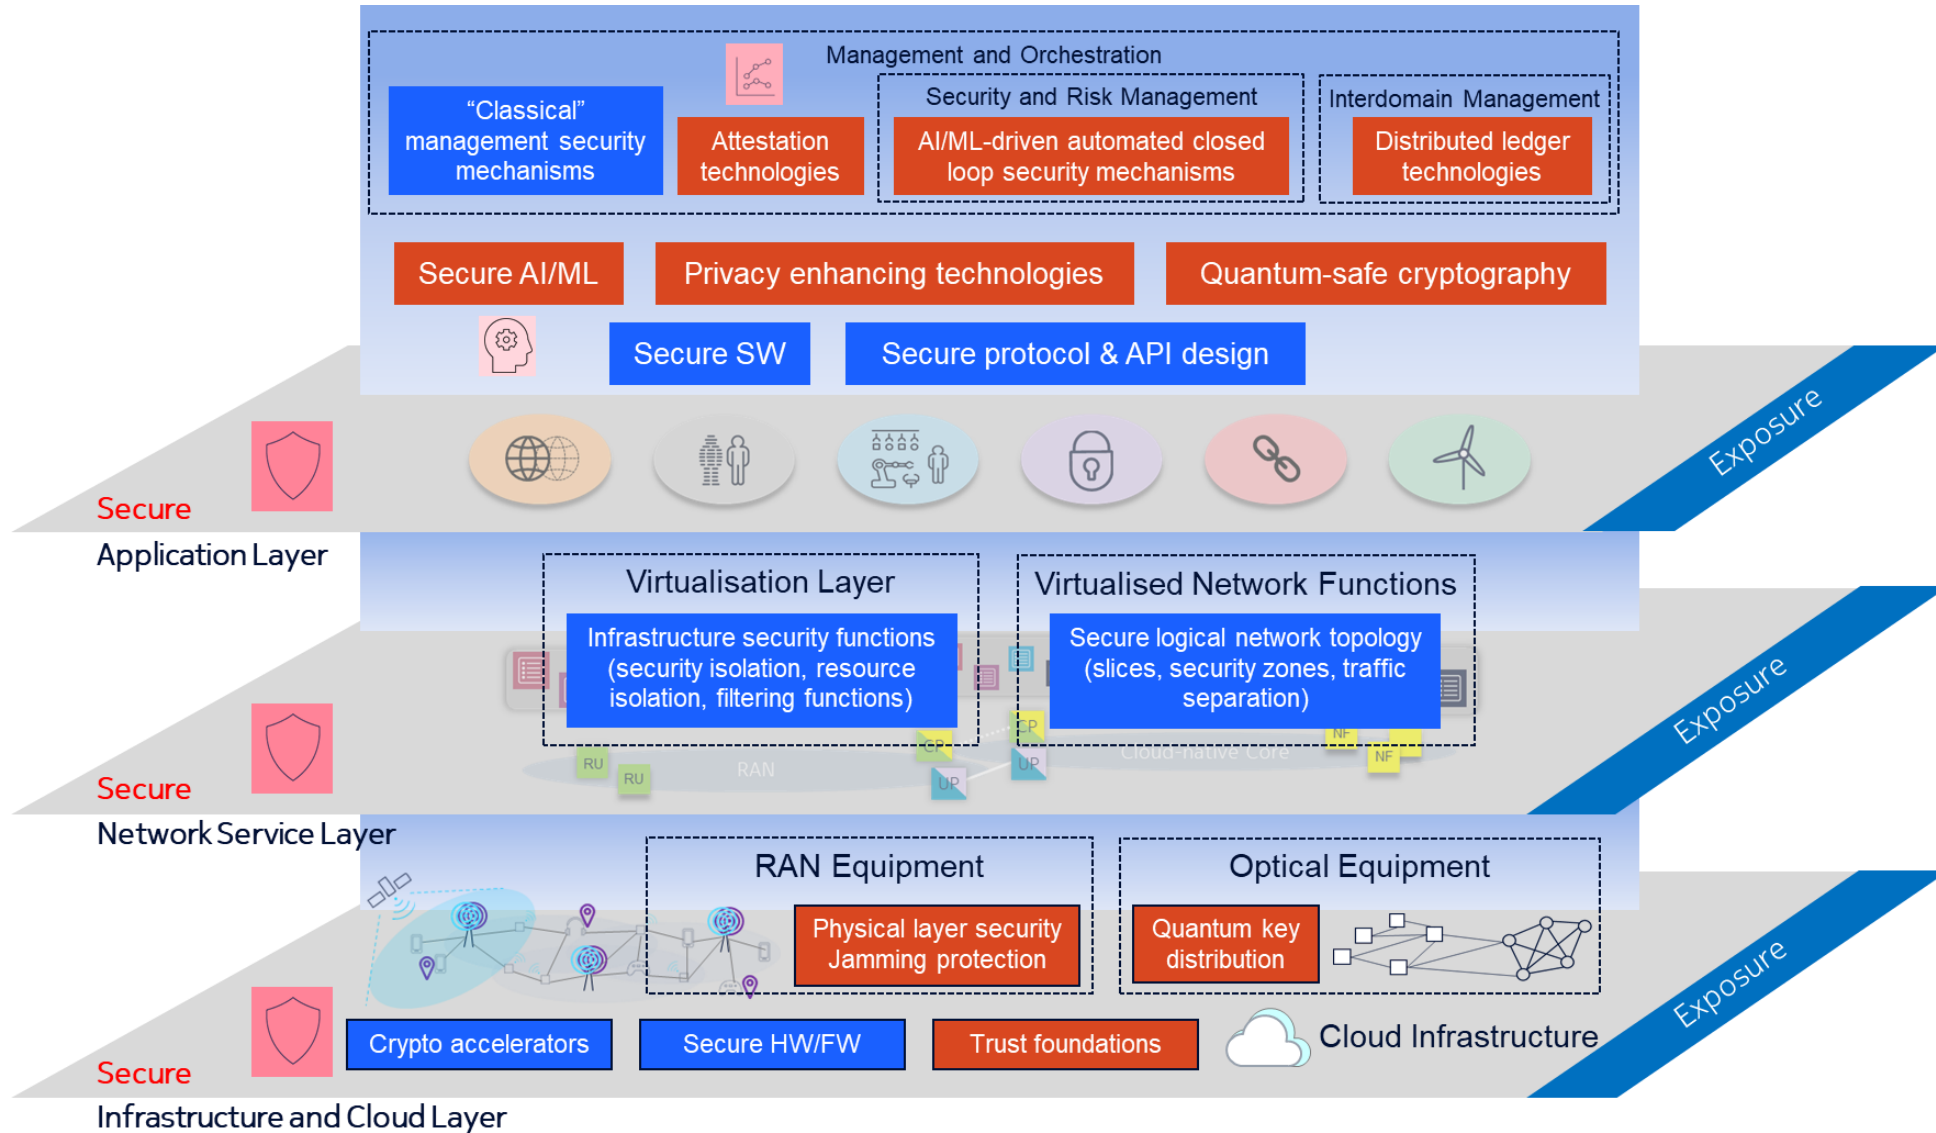 Management and Orchestration
“Classical”
management security
mechanisms
Attestation
technologies
Security and Risk Management
AI/ML-driven automated closed
loop security mechanisms
Interdomain Management
Distributed ledger
technologies
Secure AI/ML
Privacy enhancing technologies
Quantum-safe cryptography
Secure SW
Secure protocol & API design
Exposure
Secure
Application Layer
Virtualisation Layer
Infrastructure security functions
(security isolation, resource
isolation, filtering functions)
Virtualised Network Functions
Secure logical network topology
(slices, security zones, traffic
separation)
RU
RU
RAN
CP
UP
CP
UP
Cloud-native Core
NF
NF
Exposure
Secure
Network Service Layer
RAN Equipment
Physical layer security
Jamming protection
Optical Equipment
Quantum key
distribution
Crypto accelerators
Secure HW/FW
Trust foundations
Cloud Infrastructure
Exposure
Secure
Infrastructure and Cloud Layer